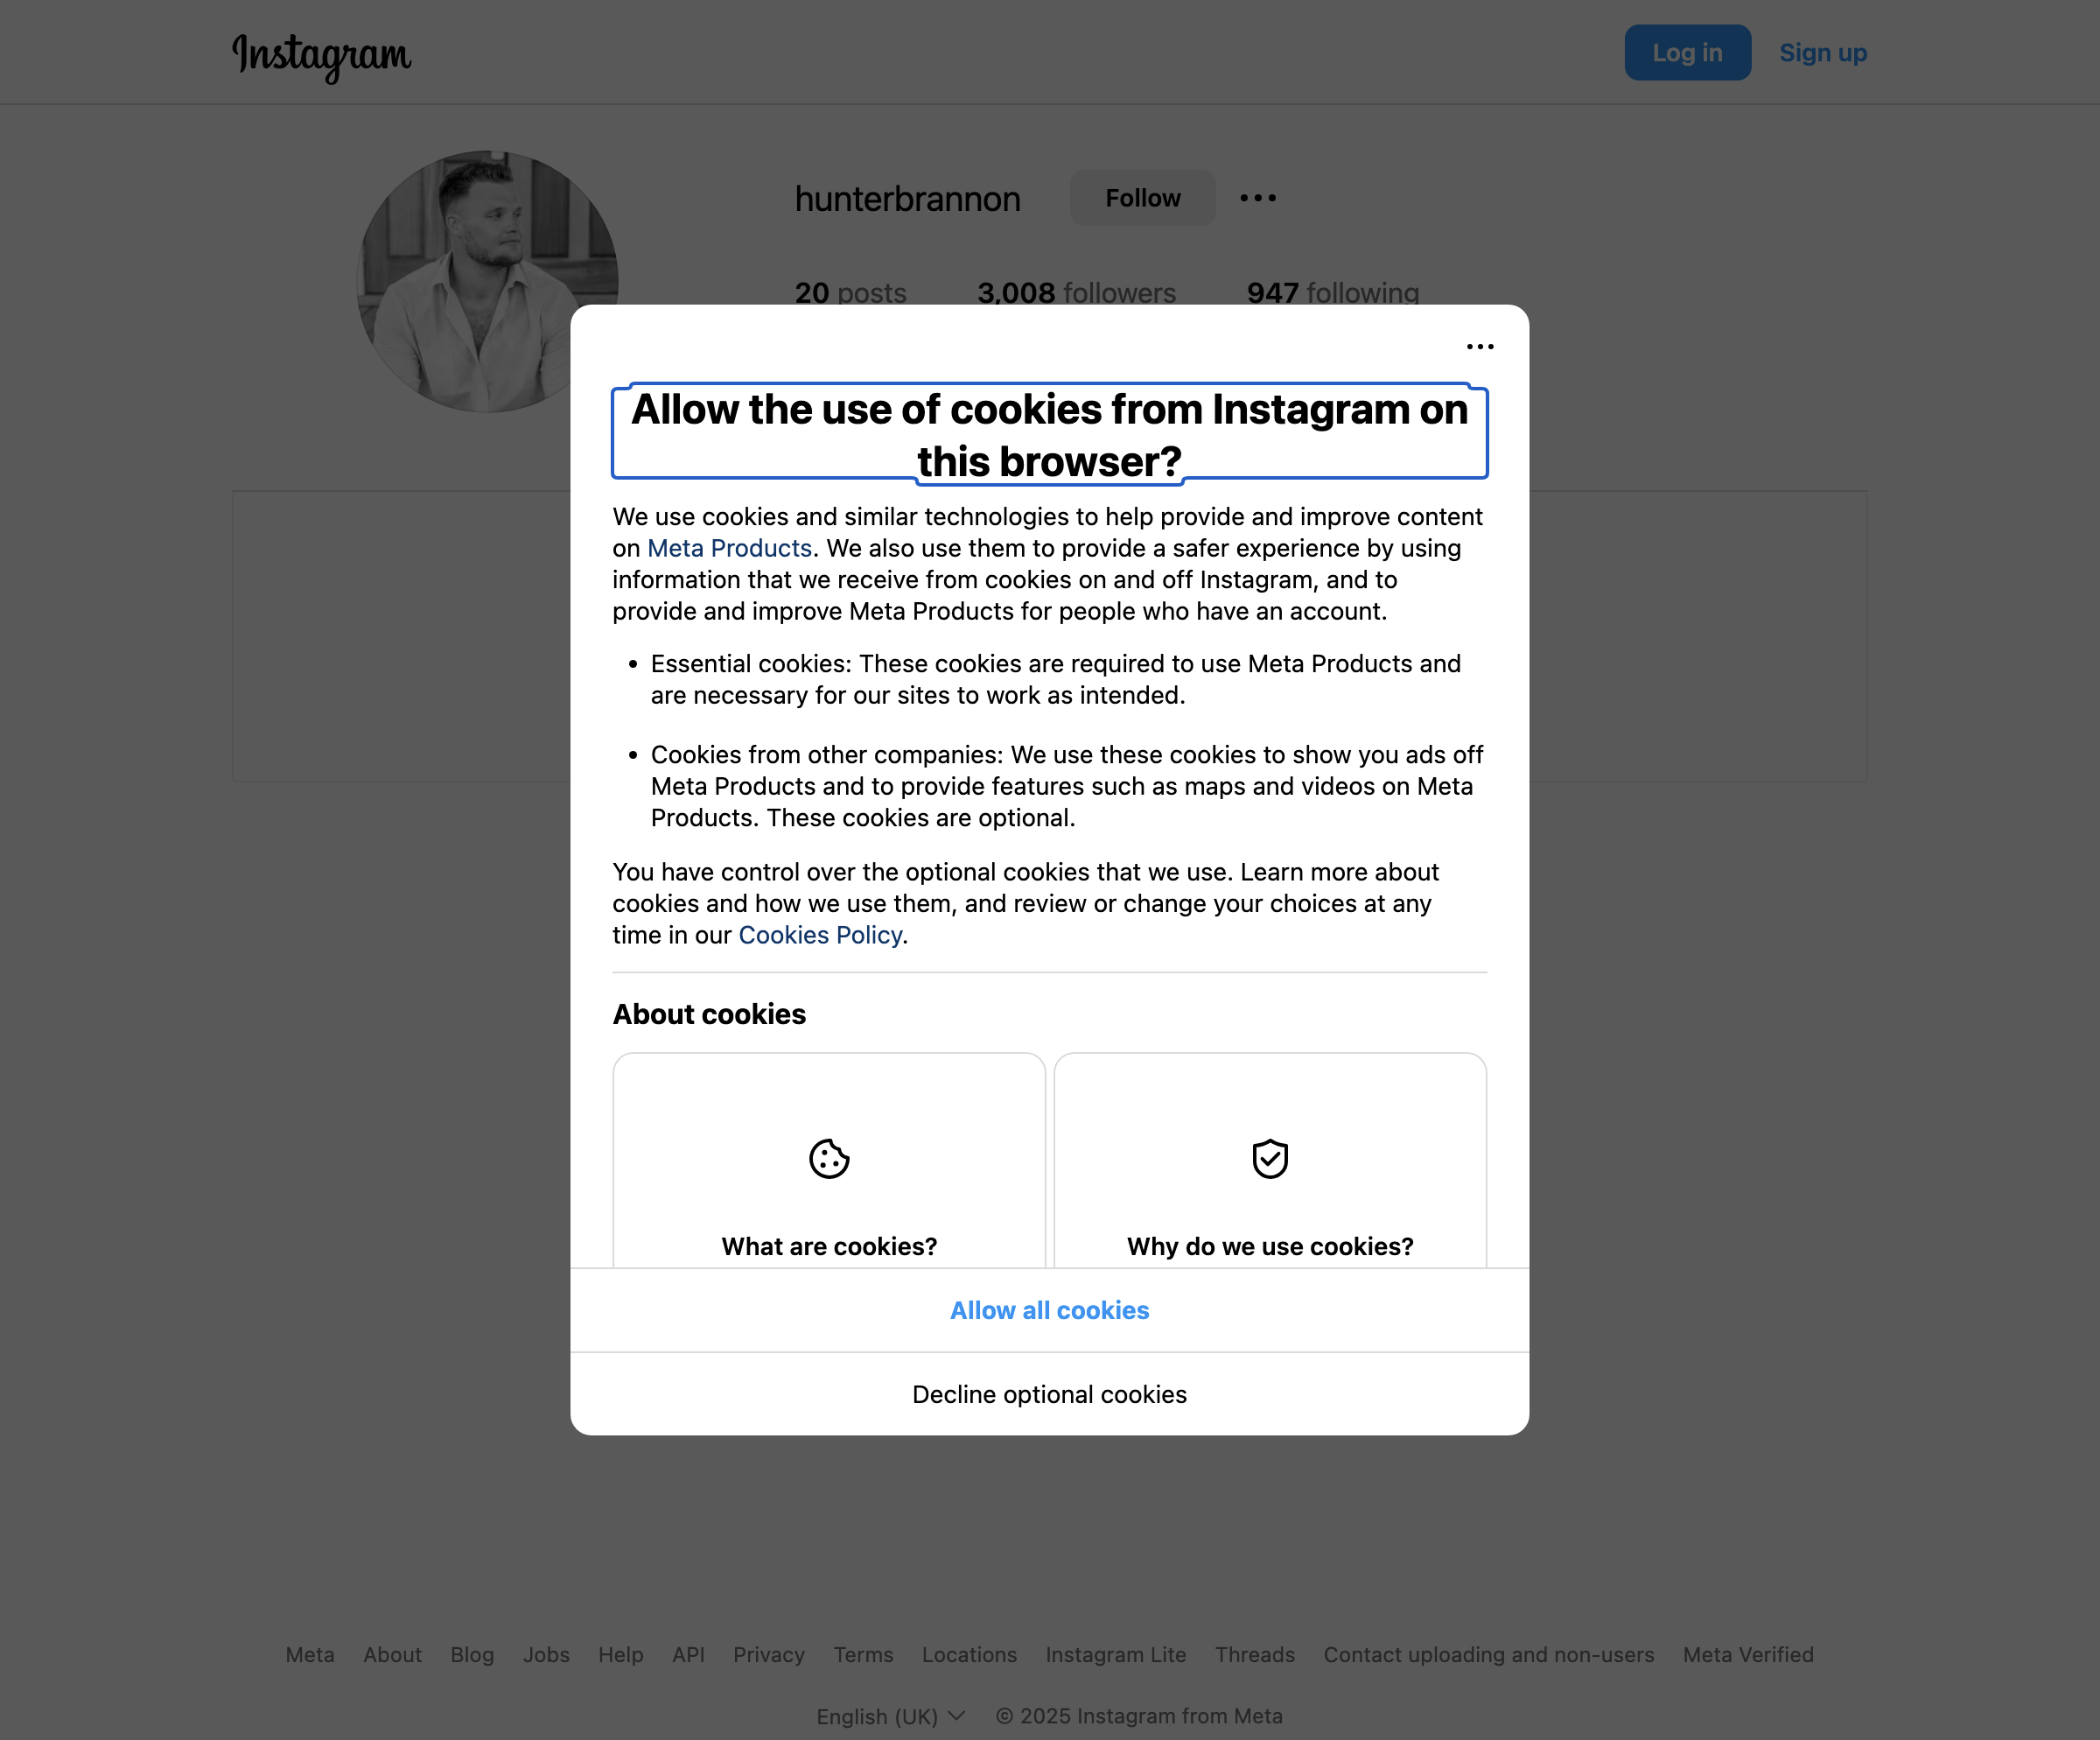 Instagram
Log in
Sign up
hunterbrannon
Follow
20 posts
3,008 followers
947 following
Allow the use of cookies from Instagram on
this browser?
We use cookies and similar technologies to help provide and improve content
on Meta Products. We also use them to provide a safer experience by using
information that we receive from cookies on and off Instagram, and to
provide and improve Meta Products for people who have an account.
• Essential cookies: These cookies are required to use Meta Products and
are necessary for our sites to work as intended.
• Cookies from other companies: We use these cookies to show you ads off
Meta Products and to provide features such as maps and videos on Meta
Products. These cookies are optional.
You have control over the optional cookies that we use. Learn more about
cookies and how we use them, and review or change your choices at any
time in our Cookies Policy.
About cookies
What are cookies?
Why do we use cookies?
Allow all cookies
Decline optional cookies
Meta About Blog Jobs Help API Privacy Terms Locations Instagram Lite Threads Contact uploading and non-users Meta Verified
English (UK) © 2025 Instagram from Meta